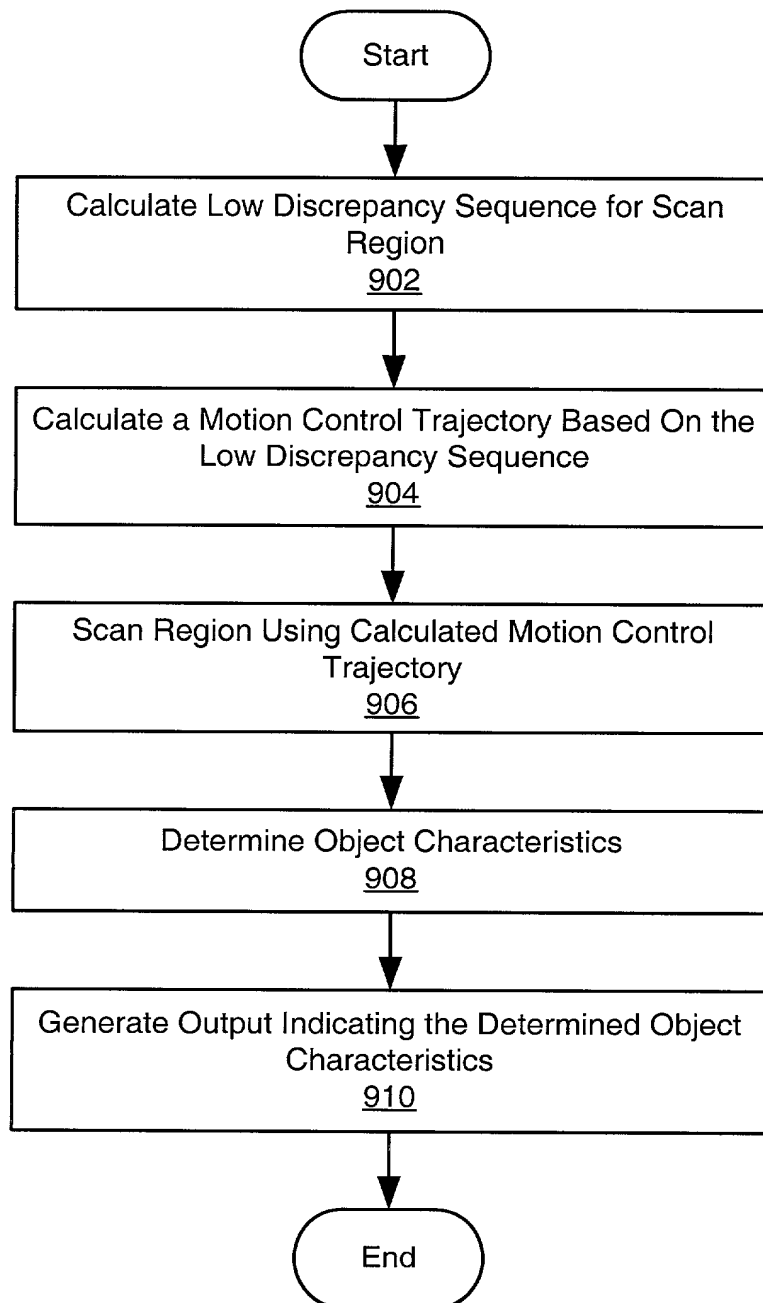 Start
Calculate Low Discrepancy Sequence for Scan
Region
902
Calculate a Motion Control Trajectory Based On the
Low Discrepancy Sequence
904
Scan Region Using Calculated Motion Control
Trajectory
906
Determine Object Characteristics
908
Generate Output Indicating the Determined Object
Characteristics
910
End